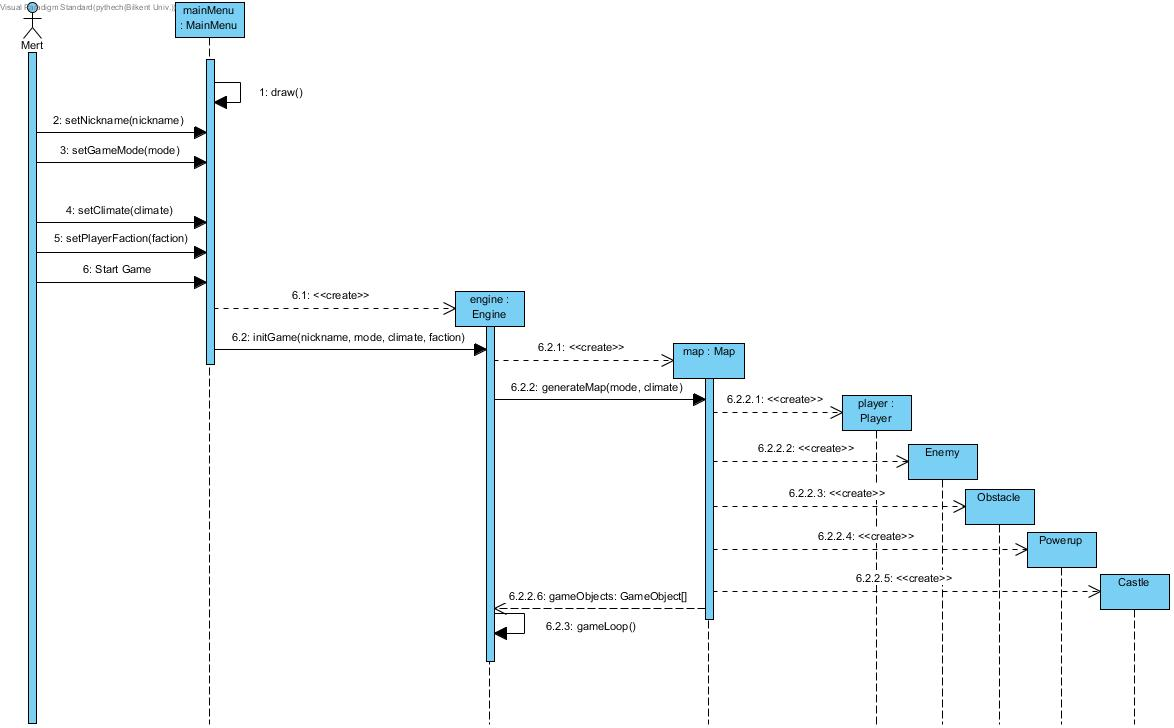 Visual Paradigm Standard(pythech(Bilkent Univ.))
mainMenu
: MainMenu
Mert
1: draw()
2: setNickname(nickname)
3: setGameMode(mode)
4: setClimate(climate)
5: setPlayerFaction(faction)
6: Start Game
6.1: <<create>>
engine :
Engine
6.2: initGame(nickname, mode, climate, faction)
6.2.1: <<create>>
map : Map
6.2.2: generateMap(mode, climate)
6.2.2.1: <<create>>
player :
Player
6.2.2.2: <<create>>
Enemy
6.2.2.3: <<create>>
Obstacle
6.2.2.4: <<create>>
Powerup
6.2.2.5: <<create>>
Castle
6.2.2.6: gameObjects: GameObject[]
6.2.3: gameLoop()